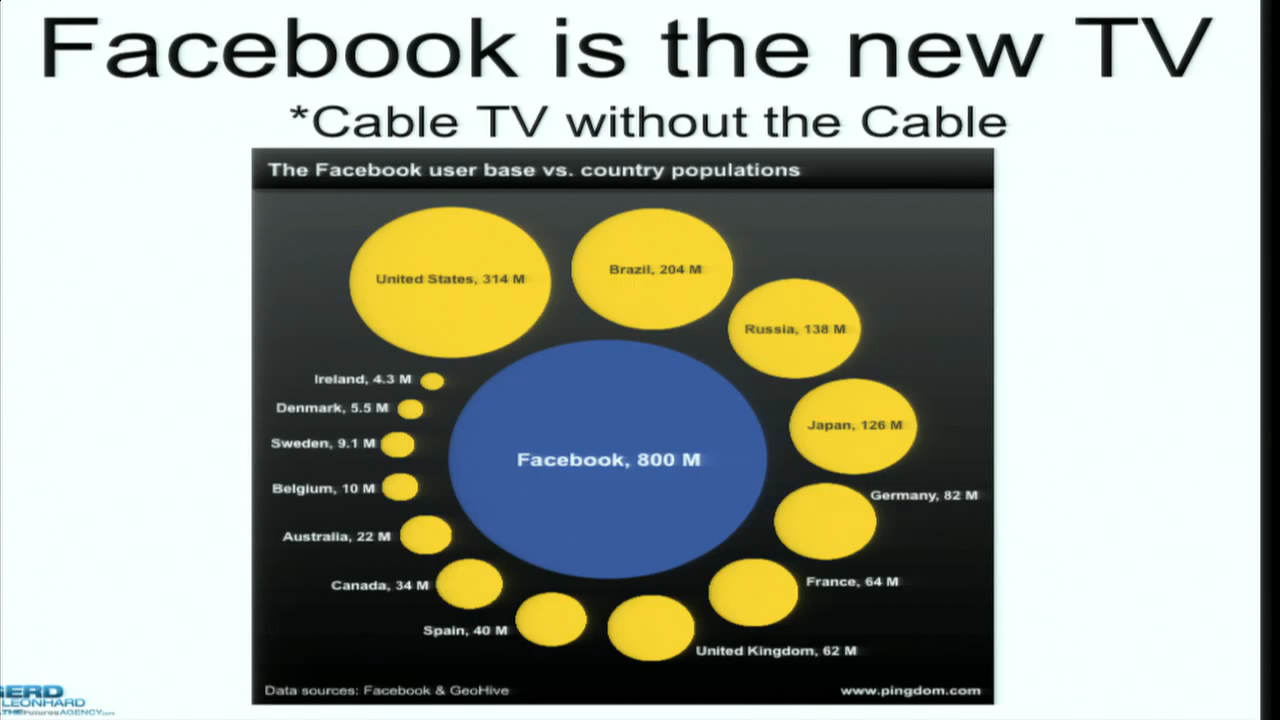 Facebook is the new TV
*Cable TV without the Cable
The Facebook user base vs. country populations
United States, 314 M
Brazil, 204 M
Russia, 138 M
Japan, 126 M
Germany, 82 M
France, 64 M
United Kingdom, 62 M
Spain, 40 M
Canada, 34 M
Australia, 22 M
Belgium, 10 M
Sweden, 9.1 M
Denmark, 5.5 M
Ireland, 4.3 M
Facebook, 800 M
Data sources: Facebook & GeoHive
www.pingdom.com
GERD
LEONHARD
THEFUTURESAGENCY.com